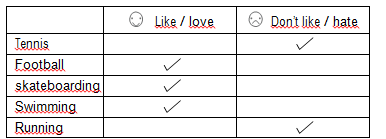 Like / love
Don't like / hate
Tennis
Football
skateboarding
Swimming
Running